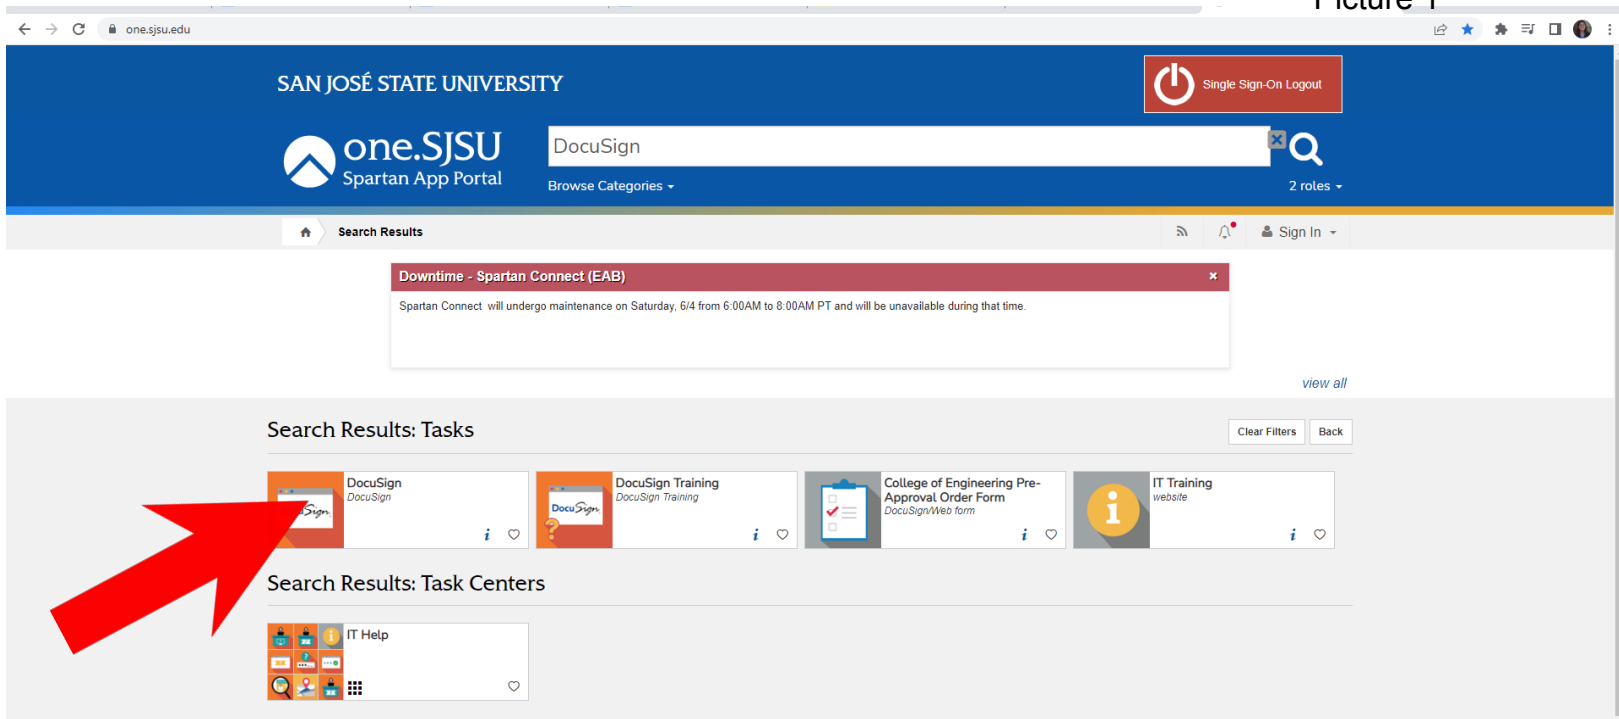 Picture 1
one.sjsu.edu
SAN JOSÉ STATE UNIVERSITY
Single Sign-On Logout
one.SJSU
Spartan App Portal
DocuSign
Browse Categories
2 roles
Search Results
Sign In
Downtime - Spartan Connect (EAB)
Spartan Connect will undergo maintenance on Saturday, 6/4 from 6:00AM to 8:00AM PT and will be unavailable during that time.
view all
Search Results: Tasks
Clear Filters
Back
DocuSign
DocuSign
DocuSign Training
DocuSign Training
DocuSign
College of Engineering Pre-
Approval Order Form
DocuSign/Web form
IT Training
website
Search Results: Task Centers
IT Help